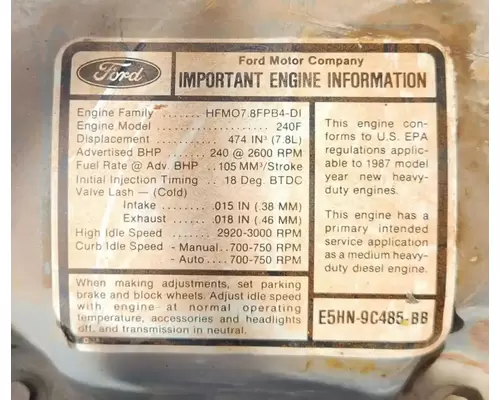 Ford
Ford Motor Company
IMPORTANT ENGINE INFORMATION
Engine Family ...... HFMO7.8FPB4-DI
Engine Model ................ 240F
Displacement ....... 474 IN³ (7.8L)
Advertised BHP ... 240 @ 2600 RPM
Fuel Rate @ Adv. BHP .. 105 MM³/Stroke
Initial Injection Timing .. 18 Deg. BTDC
Valve Lash — (Cold)
Intake ..... .015 IN (.38 MM)
Exhaust .... .018 IN (.46 MM)
High Idle Speed .... 2920-3000 RPM
Curb Idle Speed - Manual . . 700-750 RPM
- Auto .... 700-750 RPM
When making adjustments, set parking
brake and block wheels. Adjust idle speed
with engine at normal operating
temperature, accessories and headlights
off, and transmission in neutral.
This engine con-
forms to U.S. EPA
regulations applic-
able to 1987 model
year new heavy-
duty engines.
This engine has a
primary intended
service application
as a medium heavy-
duty diesel engine.
E5HN-9C485-BB